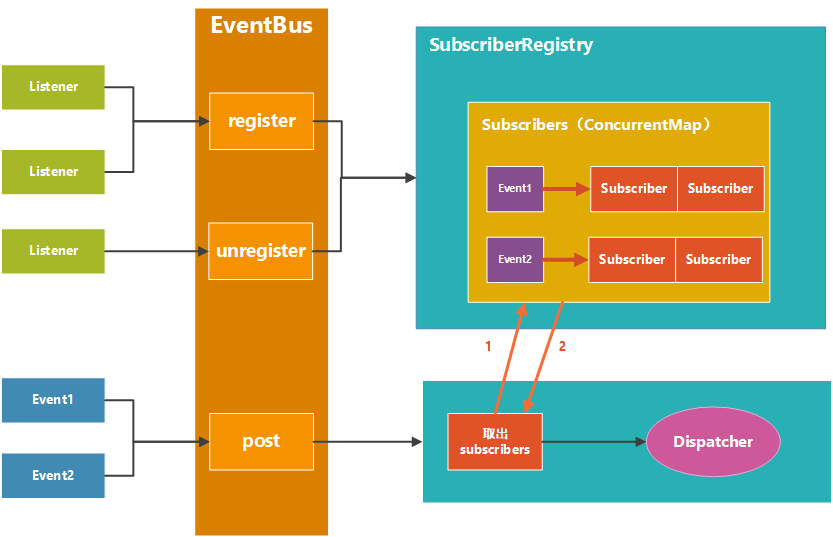 EventBus
SubscriberRegistry
Listener
register
Listener
Listener
unregister
Subscribers（ConcurrentMap）
Event1
Subscriber
Subscriber
Event2
Subscriber
Subscriber
1
2
Event1
Event2
post
取出
subscribers
Dispatcher